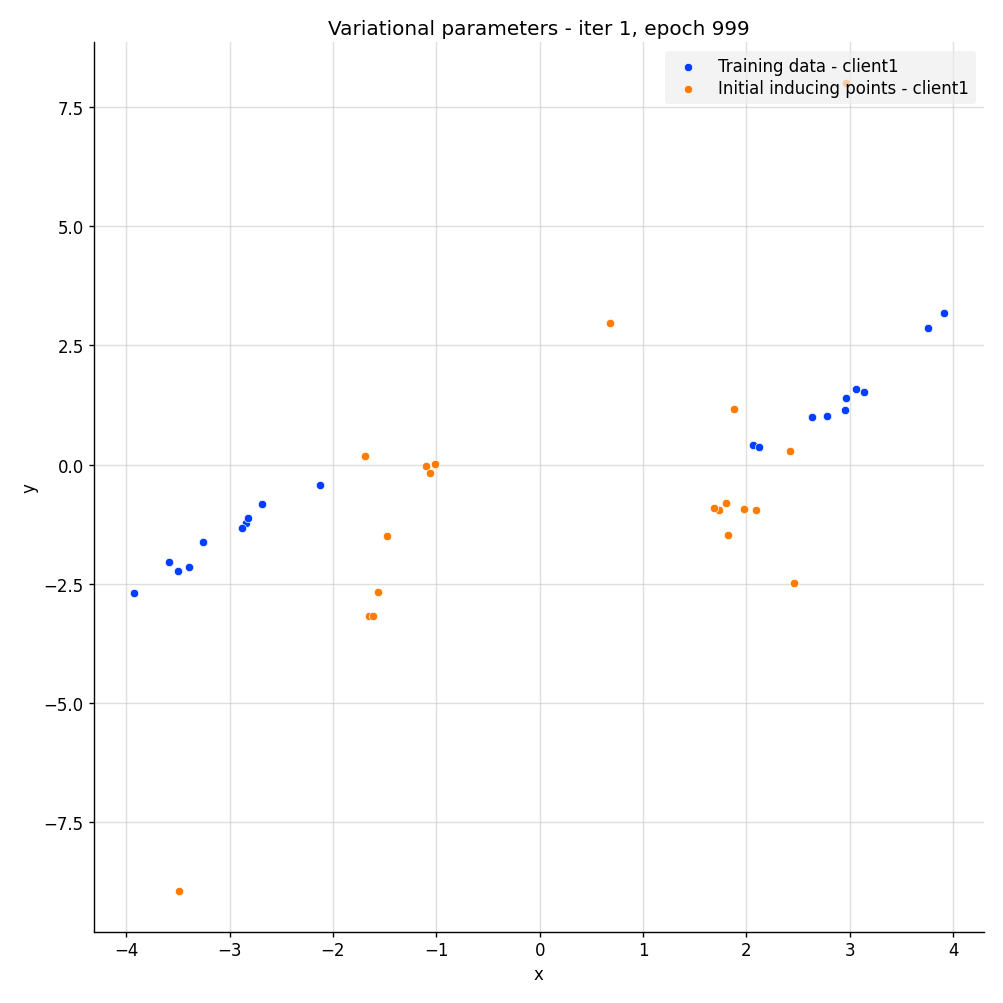 Variational parameters - iter 1, epoch 999
Training data - client1
Initial inducing points - client1
7.5
5.0
2.5
0.0
−2.5
−5.0
−7.5
y
−4 −3 −2 −1 0 1 2 3 4
x